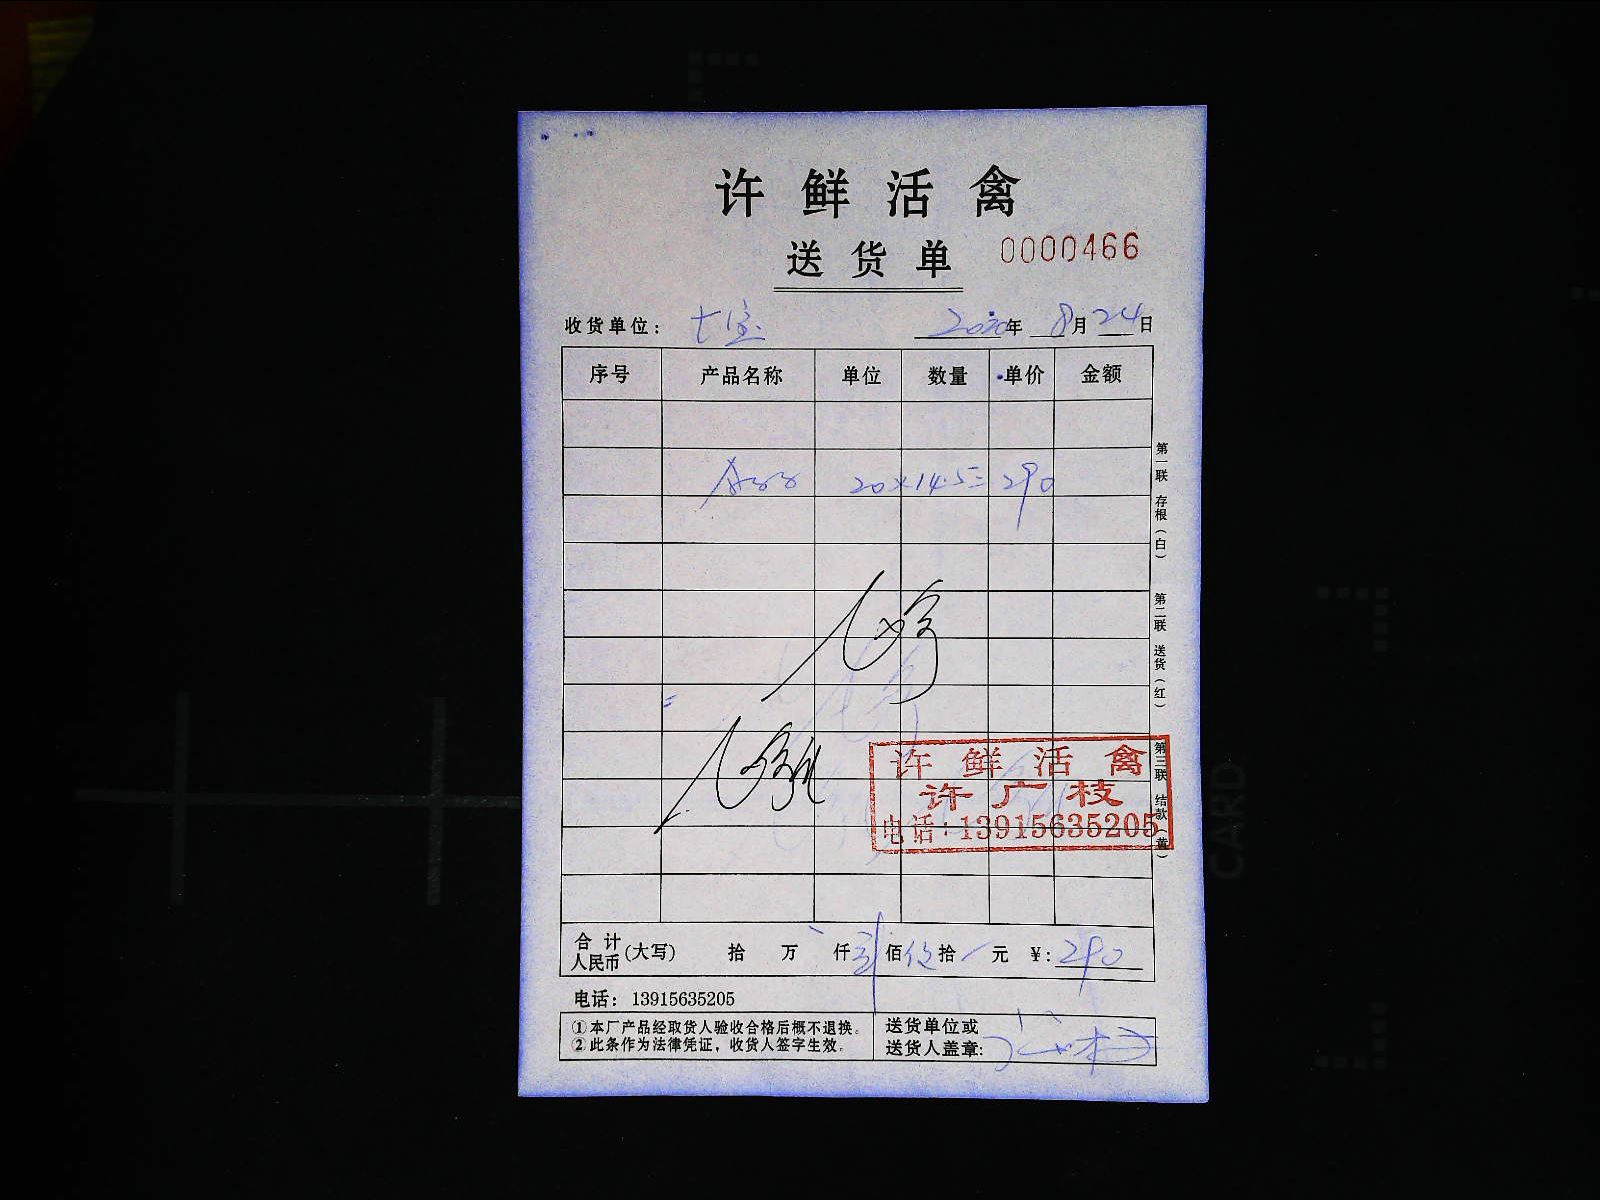 许鲜活禽
送货单 0000466
收货单位: 七宝 2020年 8月24日
序号 产品名称 单位 数量 单价 金额
20×14.5=290
第一联 存根(白) 第二联 送货(红) 第三联 结款(黄)
许鲜活禽
许广枝
电话:13915635205
合计人民币(大写) 拾 万 仟 贰佰 玖拾 元 ¥: 290
电话: 13915635205
①本厂产品经取货人验收合格后概不退换。
②此条作为法律凭证,收货人签字生效。
送货单位或
送货人盖章:
CARD